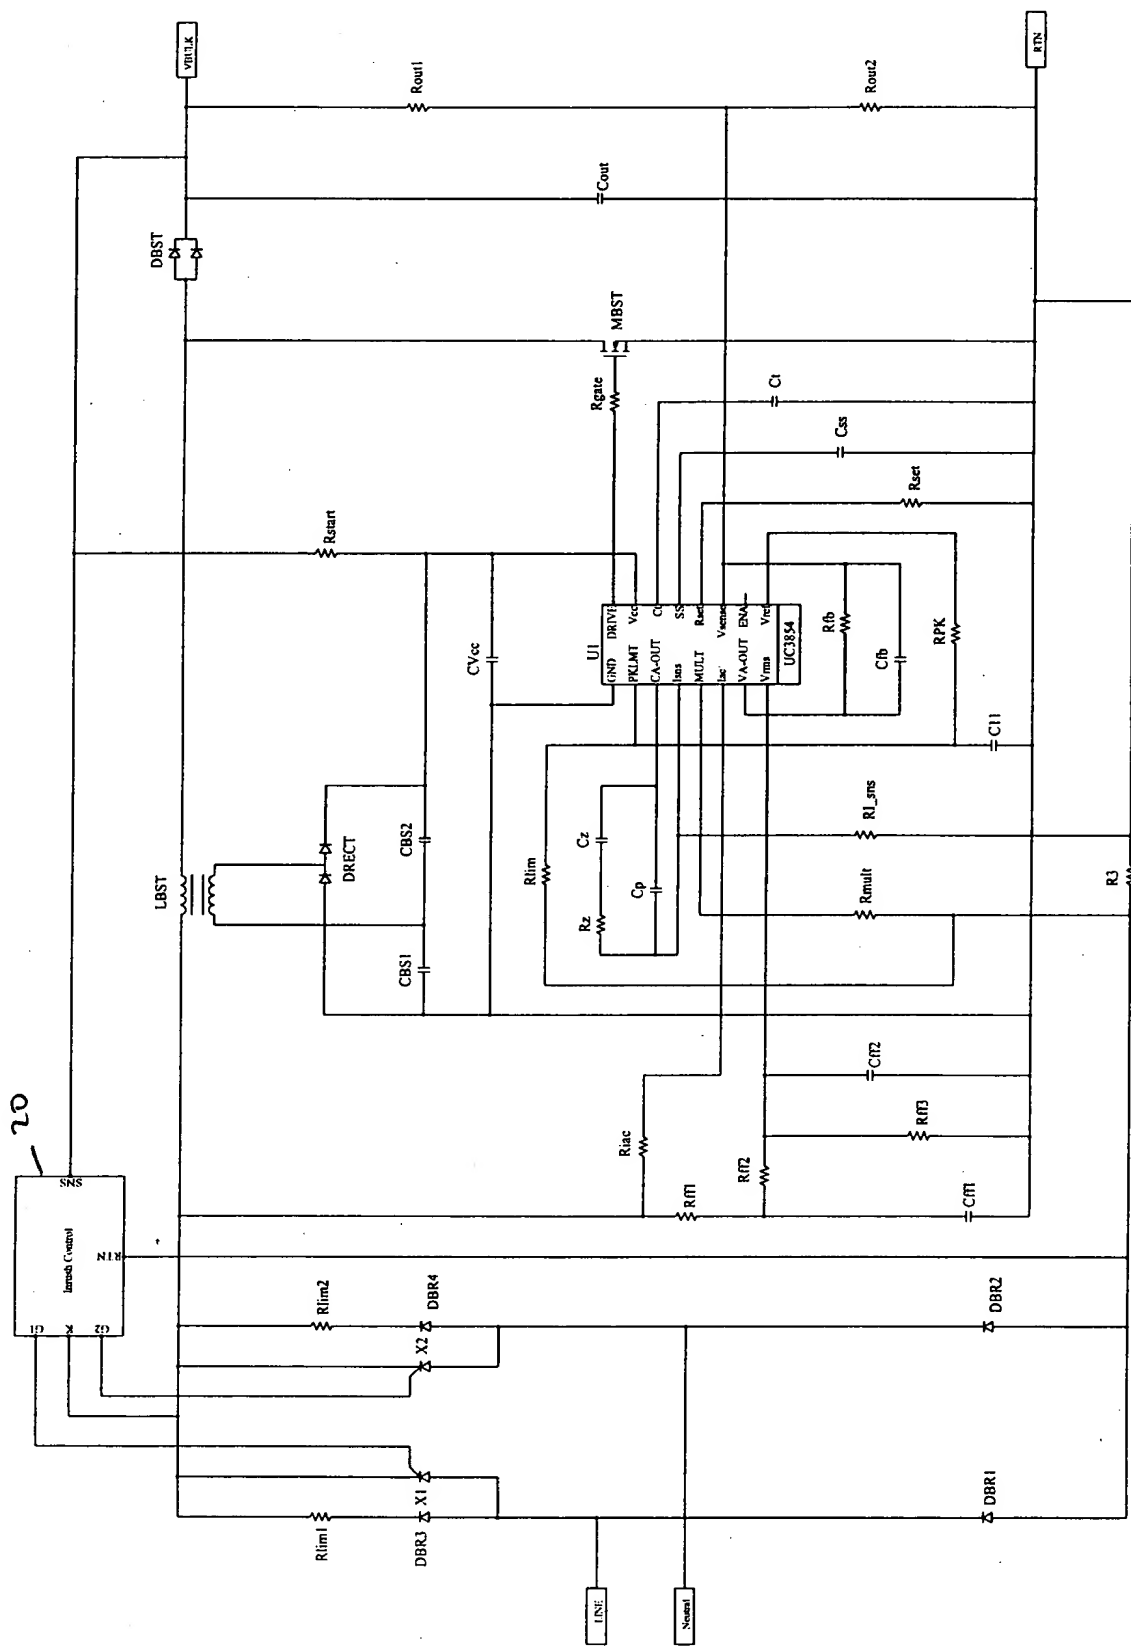 20
Inrush Control
G1
K
G2
SNS
RTN
VBULK
RTN
LINE
Neutral
Rlim1
DBR3
X1
X2
Rlim2
DBR4
DBR1
DBR2
LBST
DBST
Rout1
Rout2
Cout
MBST
Rgate
Rstart
CVcc
DRECT
CBS1
CBS2
Riac
Rff1
Rff2
Rff3
Cff1
Cff2
Rlim
Rz
Cz
Cp
Rmult
RI_sns
R3
C11
RPK
Cfb
Rfb
Rset
Css
Ct
U1
GND
PKLMT
CA-OUT
Isns
MULT
Iac
VA-OUT
Vrms
DRIVE
Vcc
Ct
SS
Rset
Vsense
ENA
Vref
UC3854